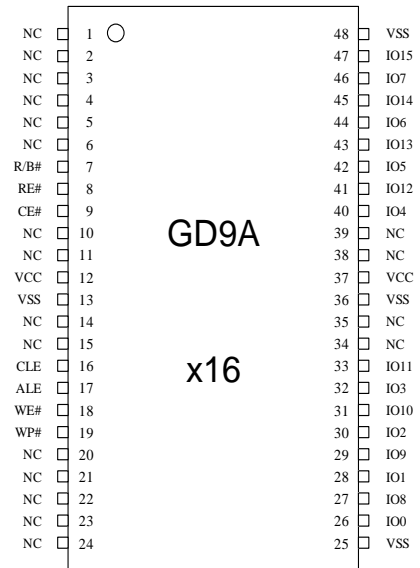 NC 1 48 VSS
NC 2 47 IO15
NC 3 46 IO7
NC 4 45 IO14
NC 5 44 IO6
NC 6 43 IO13
R/B# 7 42 IO5
RE# 8 41 IO12
CE# 9 40 IO4
NC 10 39 NC
GD9A
NC 11 38 NC
VCC 12 37 VCC
VSS 13 36 VSS
NC 14 35 NC
NC 15 34 NC
CLE 16 33 IO11
x16
ALE 17 32 IO3
WE# 18 31 IO10
WP# 19 30 IO2
NC 20 29 IO9
NC 21 28 IO1
NC 22 27 IO8
NC 23 26 IO0
NC 24 25 VSS